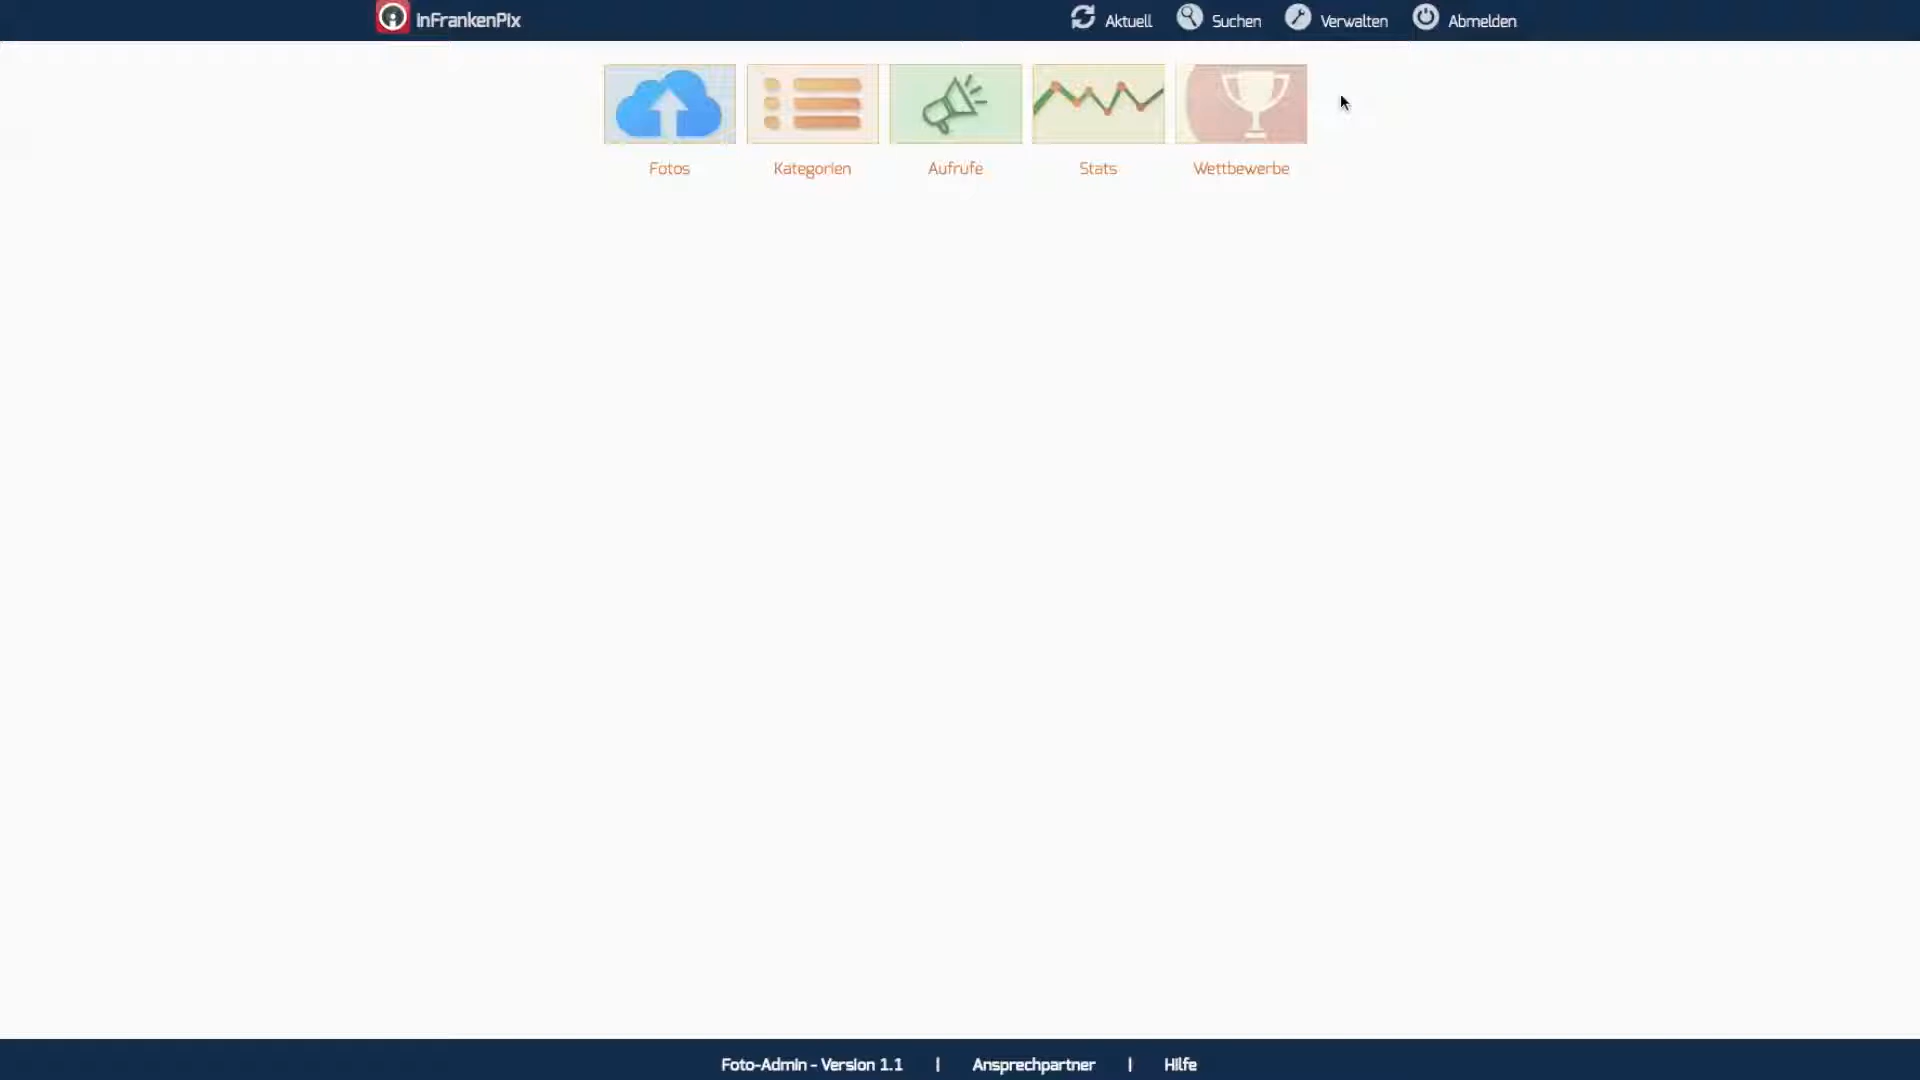 inFrankenPix
Aktuell
Suchen
Verwalten
Abmelden
Fotos
Kategorien
Aufrufe
Stats
Wettbewerbe
Foto-Admin - Version 1.1 | Ansprechpartner | Hilfe